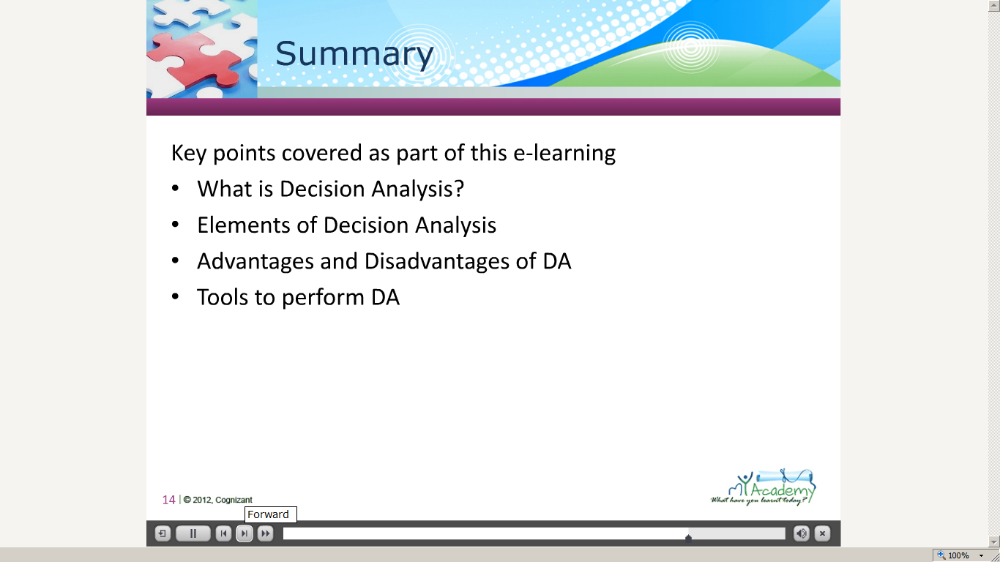 Summary
Key points covered as part of this e-learning
• What is Decision Analysis?
• Elements of Decision Analysis
• Advantages and Disadvantages of DA
• Tools to perform DA
myAcademy
What have you learnt today?
14 | © 2012, Cognizant
Forward
100%